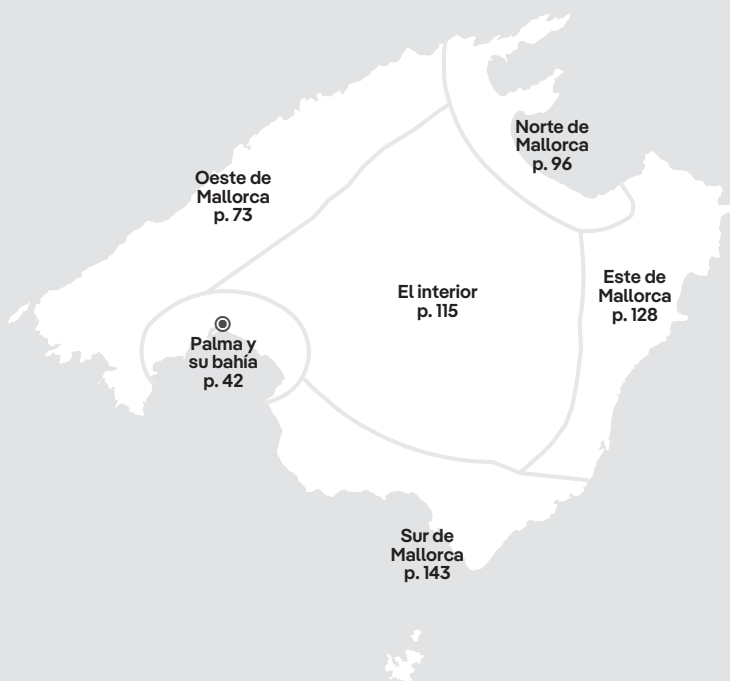 Norte de
Mallorca
p. 96
Oeste de
Mallorca
p. 73
El interior
p. 115
Este de
Mallorca
p. 128
Palma y
su bahía
p. 42
Sur de
Mallorca
p. 143